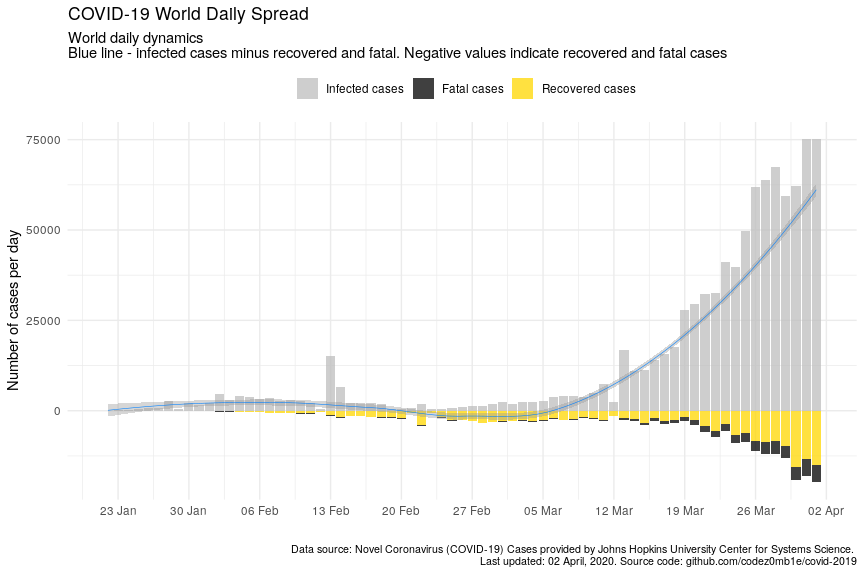 COVID-19 World Daily Spread
World daily dynamics
Blue line - infected cases minus recovered and fatal. Negative values indicate recovered and fatal cases
Infected cases
Fatal cases
Recovered cases
Number of cases per day
75000
50000
25000
0
23 Jan
30 Jan
06 Feb
13 Feb
20 Feb
27 Feb
05 Mar
12 Mar
19 Mar
26 Mar
02 Apr
Data source: Novel Coronavirus (COVID-19) Cases provided by Johns Hopkins University Center for Systems Science.
Last updated: 02 April, 2020. Source code: github.com/codez0mb1e/covid-2019